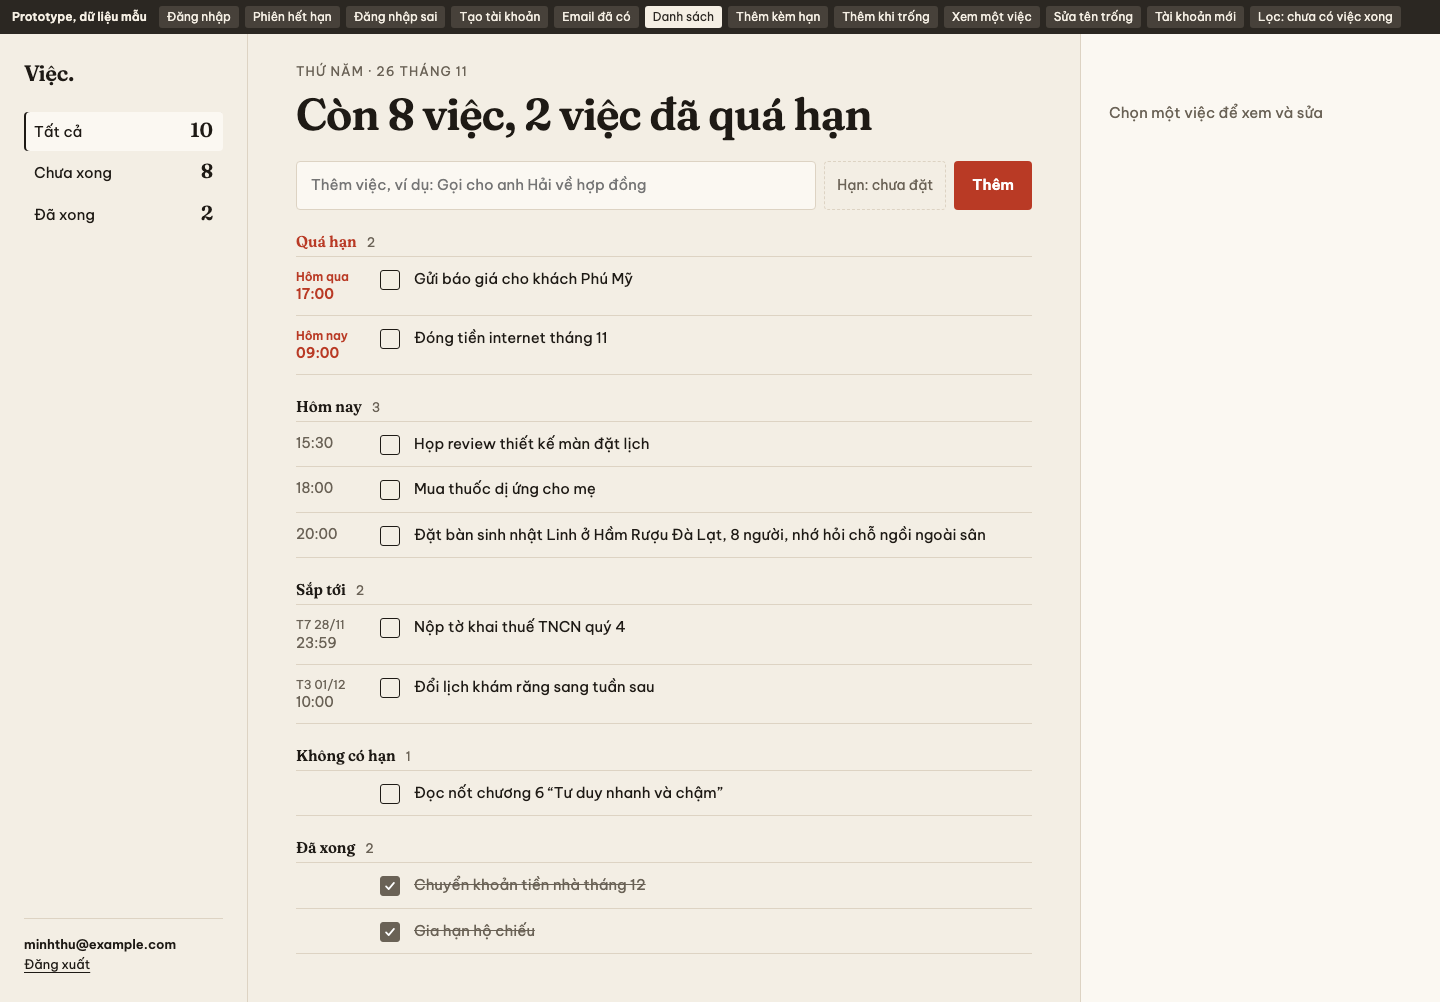 Prototype, dữ liệu mẫu Đăng nhập Phiên hết hạn Đăng nhập sai Tạo tài khoản Email đã có Danh sách Thêm kèm hạn Thêm khi trống Xem một việc Sửa tên trống Tài khoản mới Lọc: chưa có việc xong
Việc.
Tất cả 10
Chưa xong 8
Đã xong 2
minhthu@example.com
Đăng xuất
THỨ NĂM · 26 THÁNG 11
Còn 8 việc, 2 việc đã quá hạn
Thêm việc, ví dụ: Gọi cho anh Hải về hợp đồng Hạn: chưa đặt Thêm
Quá hạn 2
Hôm qua
17:00 Gửi báo giá cho khách Phú Mỹ
Hôm nay
09:00 Đóng tiền internet tháng 11
Hôm nay 3
15:30 Họp review thiết kế màn đặt lịch
18:00 Mua thuốc dị ứng cho mẹ
20:00 Đặt bàn sinh nhật Linh ở Hầm Rượu Đà Lạt, 8 người, nhớ hỏi chỗ ngồi ngoài sân
Sắp tới 2
T7 28/11
23:59 Nộp tờ khai thuế TNCN quý 4
T3 01/12
10:00 Đổi lịch khám răng sang tuần sau
Không có hạn 1
Đọc nốt chương 6 “Tư duy nhanh và chậm”
Đã xong 2
Chuyển khoản tiền nhà tháng 12
Gia hạn hộ chiếu
Chọn một việc để xem và sửa